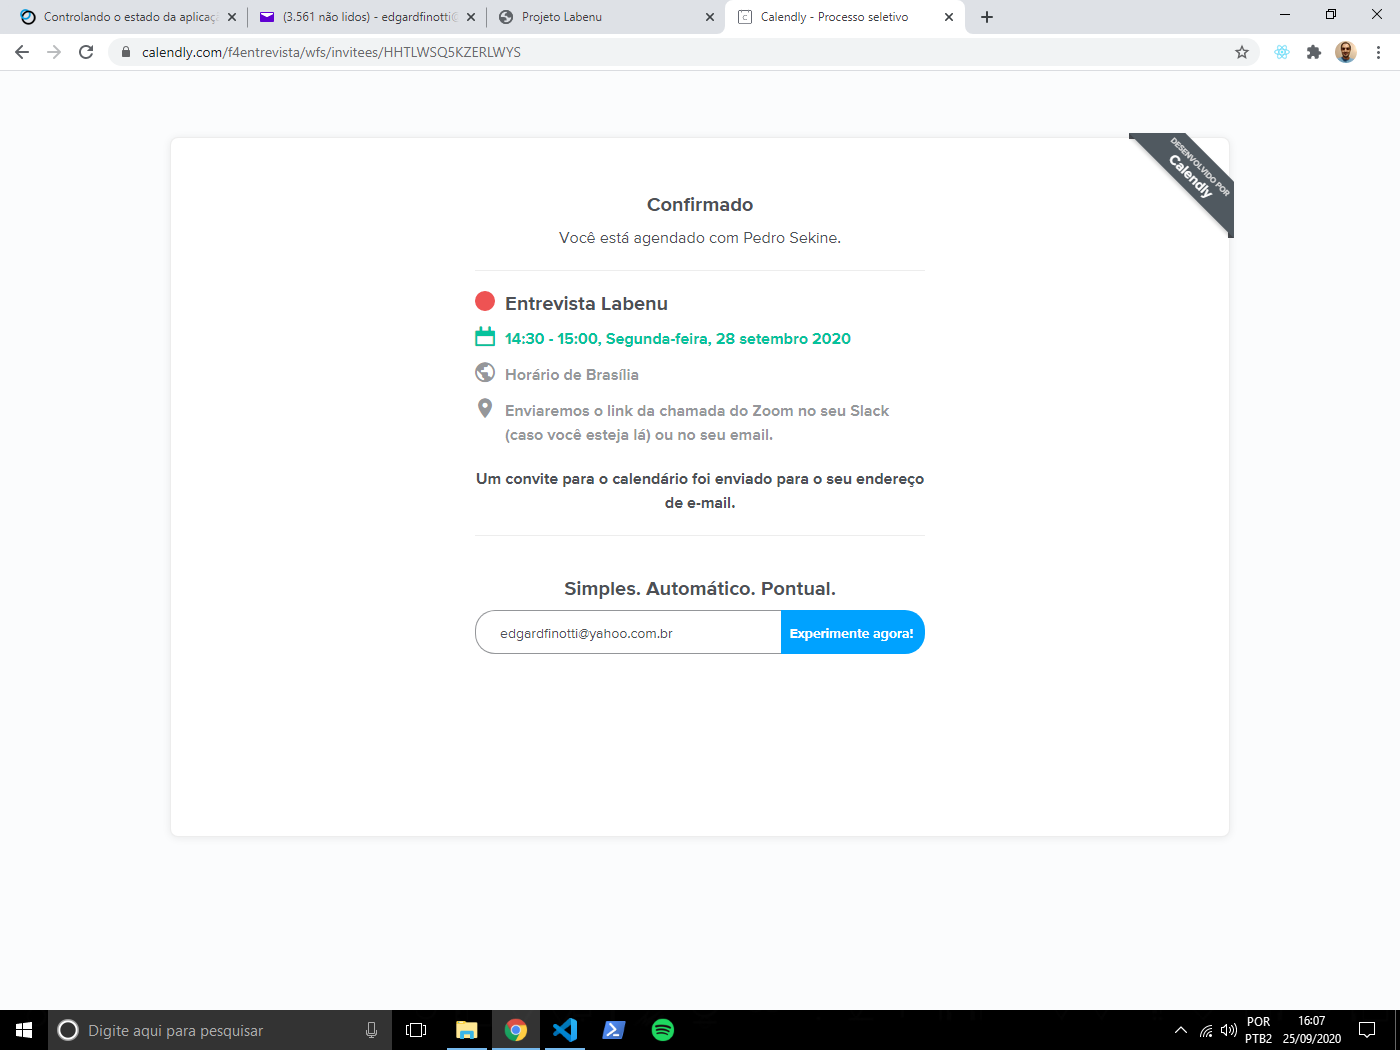 Controlando o estado da aplicaç
(3.561 não lidos) - edgardfinotti@
Projeto Labenu
Calendly - Processo seletivo
calendly.com/f4entrevista/wfs/invitees/HHTLWSQ5KZERLWYS
DESENVOLVIDO POR
Calendly
Confirmado
Você está agendado com Pedro Sekine.
Entrevista Labenu
14:30 - 15:00, Segunda-feira, 28 setembro 2020
Horário de Brasília
Enviaremos o link da chamada do Zoom no seu Slack
(caso você esteja lá) ou no seu email.
Um convite para o calendário foi enviado para o seu endereço
de e-mail.
Simples. Automático. Pontual.
edgardfinotti@yahoo.com.br
Experimente agora!
Digite aqui para pesquisar
POR
PTB2
16:07
25/09/2020